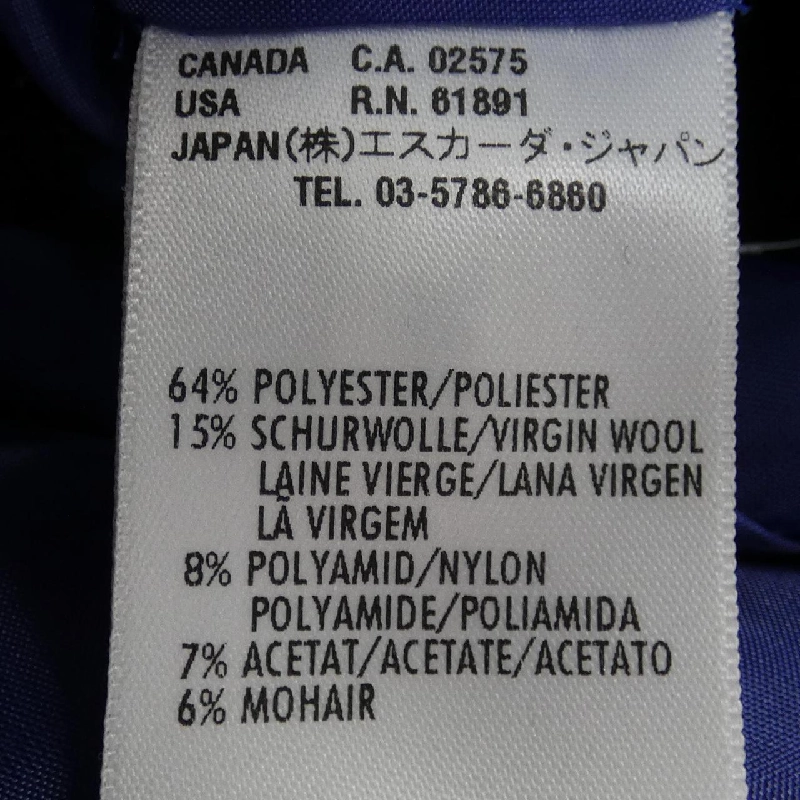 CANADA C.A. 02575
USA R.N. 61891
JAPAN(株)エスカーダ・ジャパン
TEL. 03-5786-6860
64% POLYESTER/POLIESTER
15% SCHURWOLLE/VIRGIN WOOL
LAINE VIERGE/LANA VIRGEN
LÃ VIRGEM
8% POLYAMID/NYLON
POLYAMIDE/POLIAMIDA
7% ACETAT/ACETATE/ACETATO
6% MOHAIR